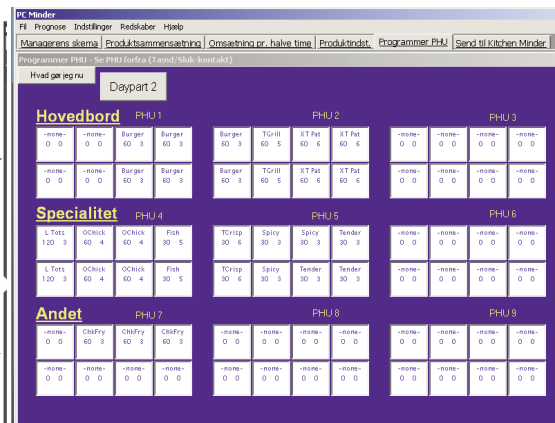 PC Minder
Fil Prognose Indstillinger Redskaber Hjælp
Managerens skema Produktsammensætning Omsætning pr. halve time Produktindst. Programmer PHU Send til Kitchen Minder
Programmer PHU - Se PHU forfra (Tænd/Sluk-kontakt)
Hvad gør jeg nu
Daypart 2
Hovedbord PHU 1 PHU 2 PHU 3
-none- -none- Burger Burger Burger TGrill XT Pat XT Pat -none- -none- -none- -none-
0 0 0 0 60 3 60 3 60 3 60 5 60 6 60 6 0 0 0 0 0 0 0 0
-none- -none- Burger Burger Burger TGrill XT Pat XT Pat -none- -none- -none- -none-
0 0 0 0 60 3 60 3 60 3 60 5 60 6 60 6 0 0 0 0 0 0 0 0
Specialitet PHU 4 PHU 5 PHU 6
L Tots OChick OChick Fish TCrisp Spicy Spicy Tender -none- -none- -none- -none-
120 3 60 4 60 4 30 5 30 6 30 3 30 3 30 3 0 0 0 0 0 0 0 0
L Tots OChick OChick Fish TCrisp Spicy Tender Tender -none- -none- -none- -none-
120 3 60 4 60 4 30 5 30 6 30 3 30 3 30 3 0 0 0 0 0 0 0 0
Andet PHU 7 PHU 8 PHU 9
-none- ChkFry ChkFry ChkFry -none- -none- -none- -none- -none- -none- -none- -none-
0 0 60 3 60 3 60 3 0 0 0 0 0 0 0 0 0 0 0 0 0 0 0 0
-none- -none- -none- -none- -none- -none- -none- -none- -none- -none- -none- -none-
0 0 0 0 0 0 0 0 0 0 0 0 0 0 0 0 0 0 0 0 0 0 0 0